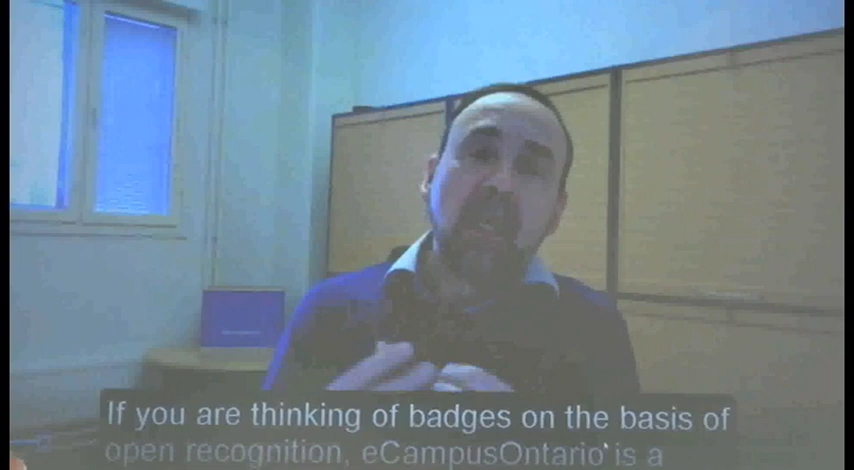 If you are thinking of badges on the basis of
open recognition, eCampusOntario is a